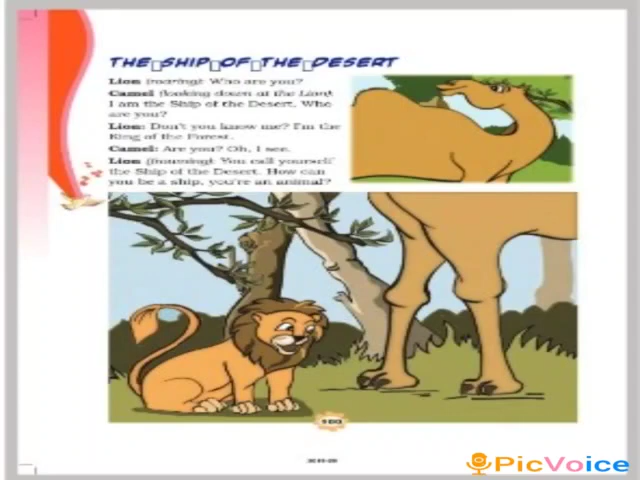 THE SHIP OF THE DESERT
Lion (roaring): Who are you?
Camel (looking down at the Lion):
I am the Ship of the Desert. Who
are you?
Lion: Don't you know me? I'm the
King of the Forest.
Camel: Are you? Oh, I see.
Lion (frowning): You call yourself
the Ship of the Desert. How can
you be a ship, you're an animal?
100
PicVoice